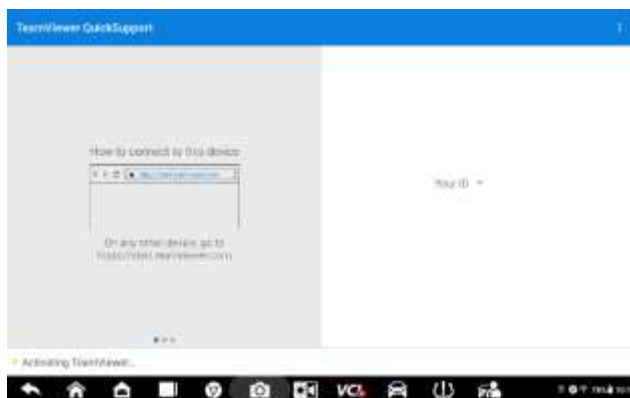 TeamViewer QuickSupport
How to connect to this device
Your ID
On any other device, go to
Activating TeamViewer...
VCI